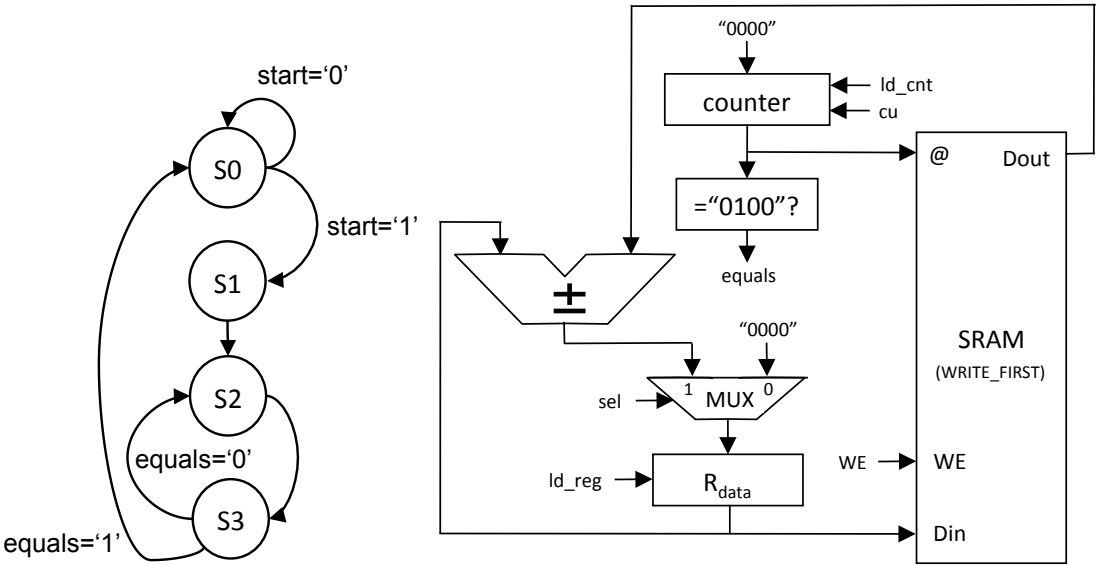 start=‘0’
S0
start=‘1’
S1
S2
equals=‘0’
S3
equals=‘1’
“0000”
counter
ld_cnt
cu
@
Dout
=“0100”?
equals
±
“0000”
SRAM
(WRITE_FIRST)
1
0
MUX
sel
WE
WE
ld_reg
Rdata
Din